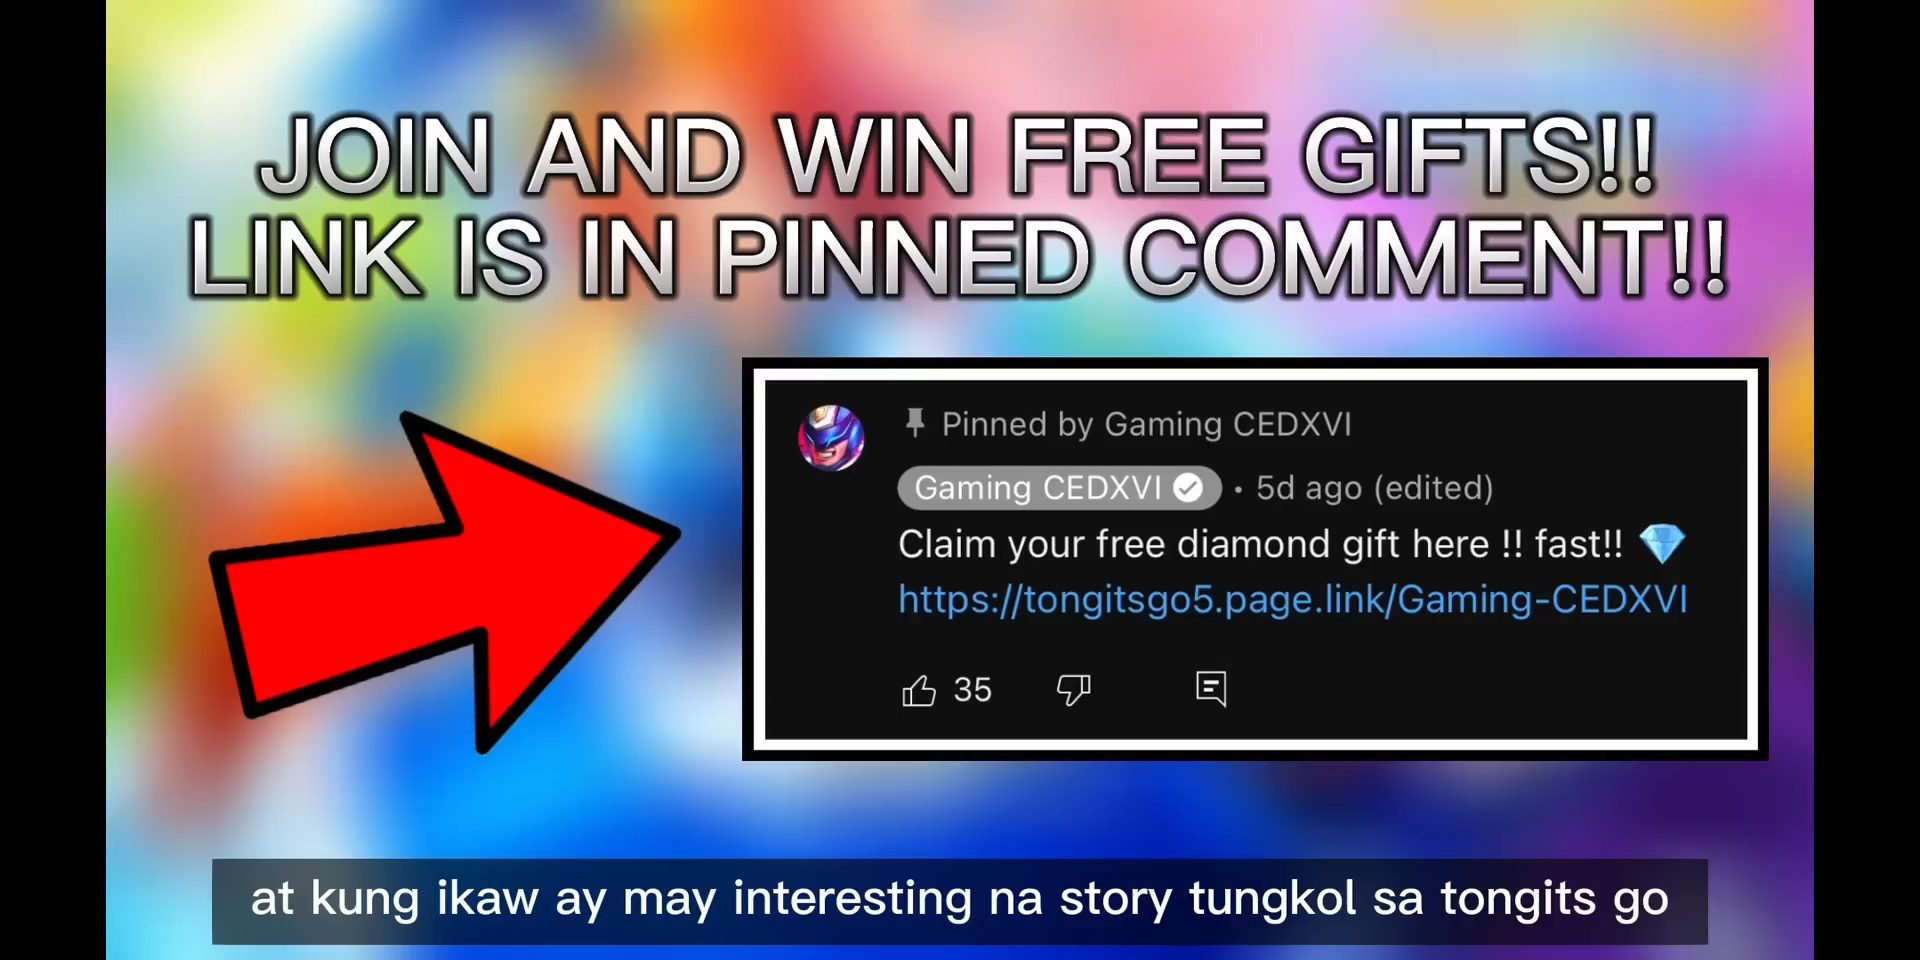 JOIN AND WIN FREE GIFTS!!
LINK IS IN PINNED COMMENT!!
Pinned by Gaming CEDXVI
Gaming CEDXVI • 5d ago (edited)
Claim your free diamond gift here !! fast!! 💎
https://tongitsgo5.page.link/Gaming-CEDXVI
35
at kung ikaw ay may interesting na story tungkol sa tongits go